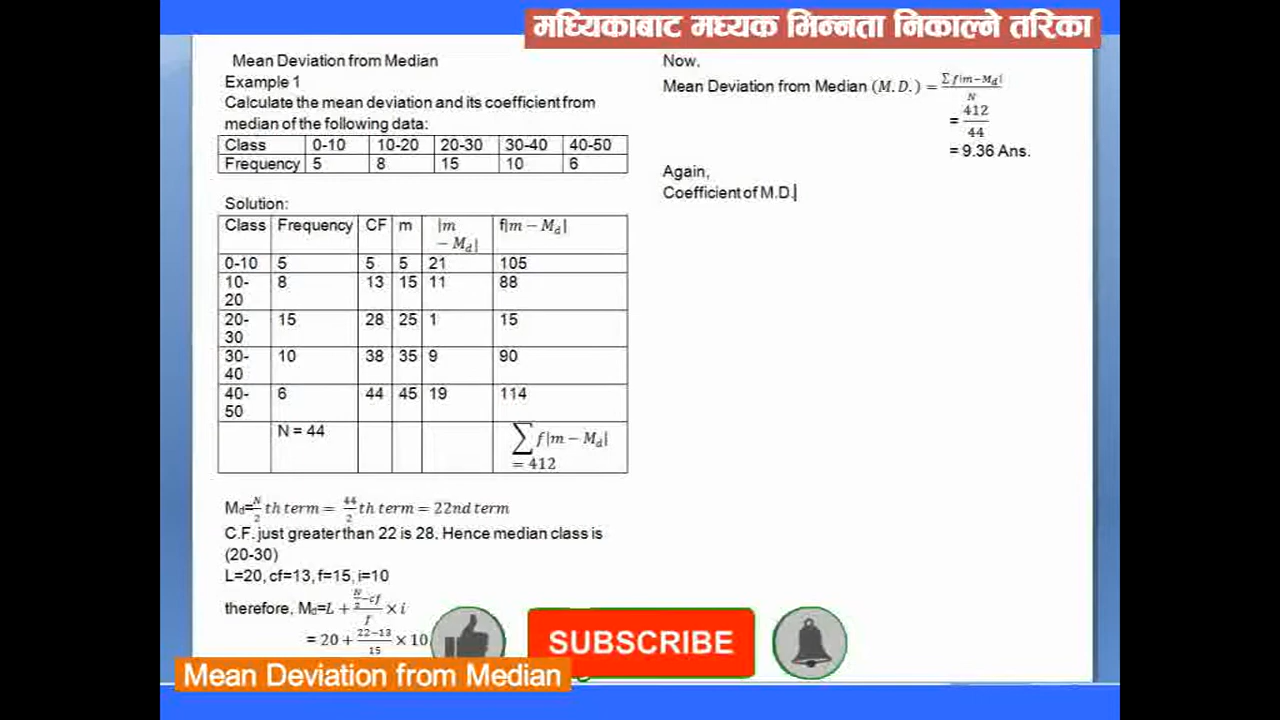 मध्यिकाबाट मध्यक भिन्नता निकाल्ने तरिका
Mean Deviation from Median
Example 1
Calculate the mean deviation and its coefficient from
median of the following data:
Class 0-10 10-20 20-30 30-40 40-50
Frequency 5 8 15 10 6
Solution:
Class Frequency CF m |m − M_d| f|m − M_d|
0-10 5 5 5 21 105
10-20 8 13 15 11 88
20-30 15 28 25 1 15
30-40 10 38 35 9 90
40-50 6 44 45 19 114
N = 44 ∑ f|m − M_d| = 412
M_d= N/2 th term = 44/2 th term = 22nd term
C.F. just greater than 22 is 28. Hence median class is
(20-30)
L=20, cf=13, f=15, i=10
therefore, M_d= L + (N/2 − cf)/f × i
= 20 + (22−13)/15 × 10
Now,
Mean Deviation from Median (M.D.) = ∑ f|m−M_d| / N
= 412/44
= 9.36 Ans.
Again,
Coefficient of M.D.
SUBSCRIBE
Mean Deviation from Median